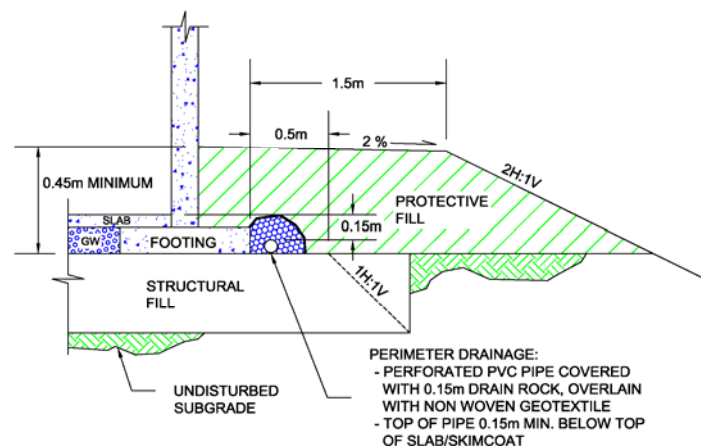 1.5m
0.5m
2 %
0.45m MINIMUM
2H:1V
PROTECTIVE
FILL
0.15m
SLAB
GW
FOOTING
STRUCTURAL
FILL
1H:1V
UNDISTURBED
SUBGRADE
PERIMETER DRAINAGE:
- PERFORATED PVC PIPE COVERED
WITH 0.15m DRAIN ROCK, OVERLAIN
WITH NON WOVEN GEOTEXTILE
- TOP OF PIPE 0.15m MIN. BELOW TOP
OF SLAB/SKIMCOAT